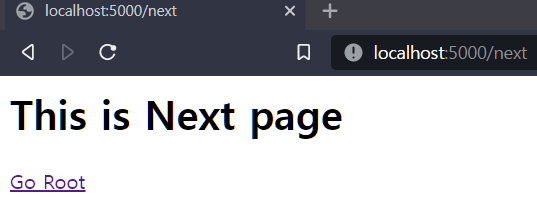 localhost:5000/next
localhost:5000/next
This is Next page
Go Root